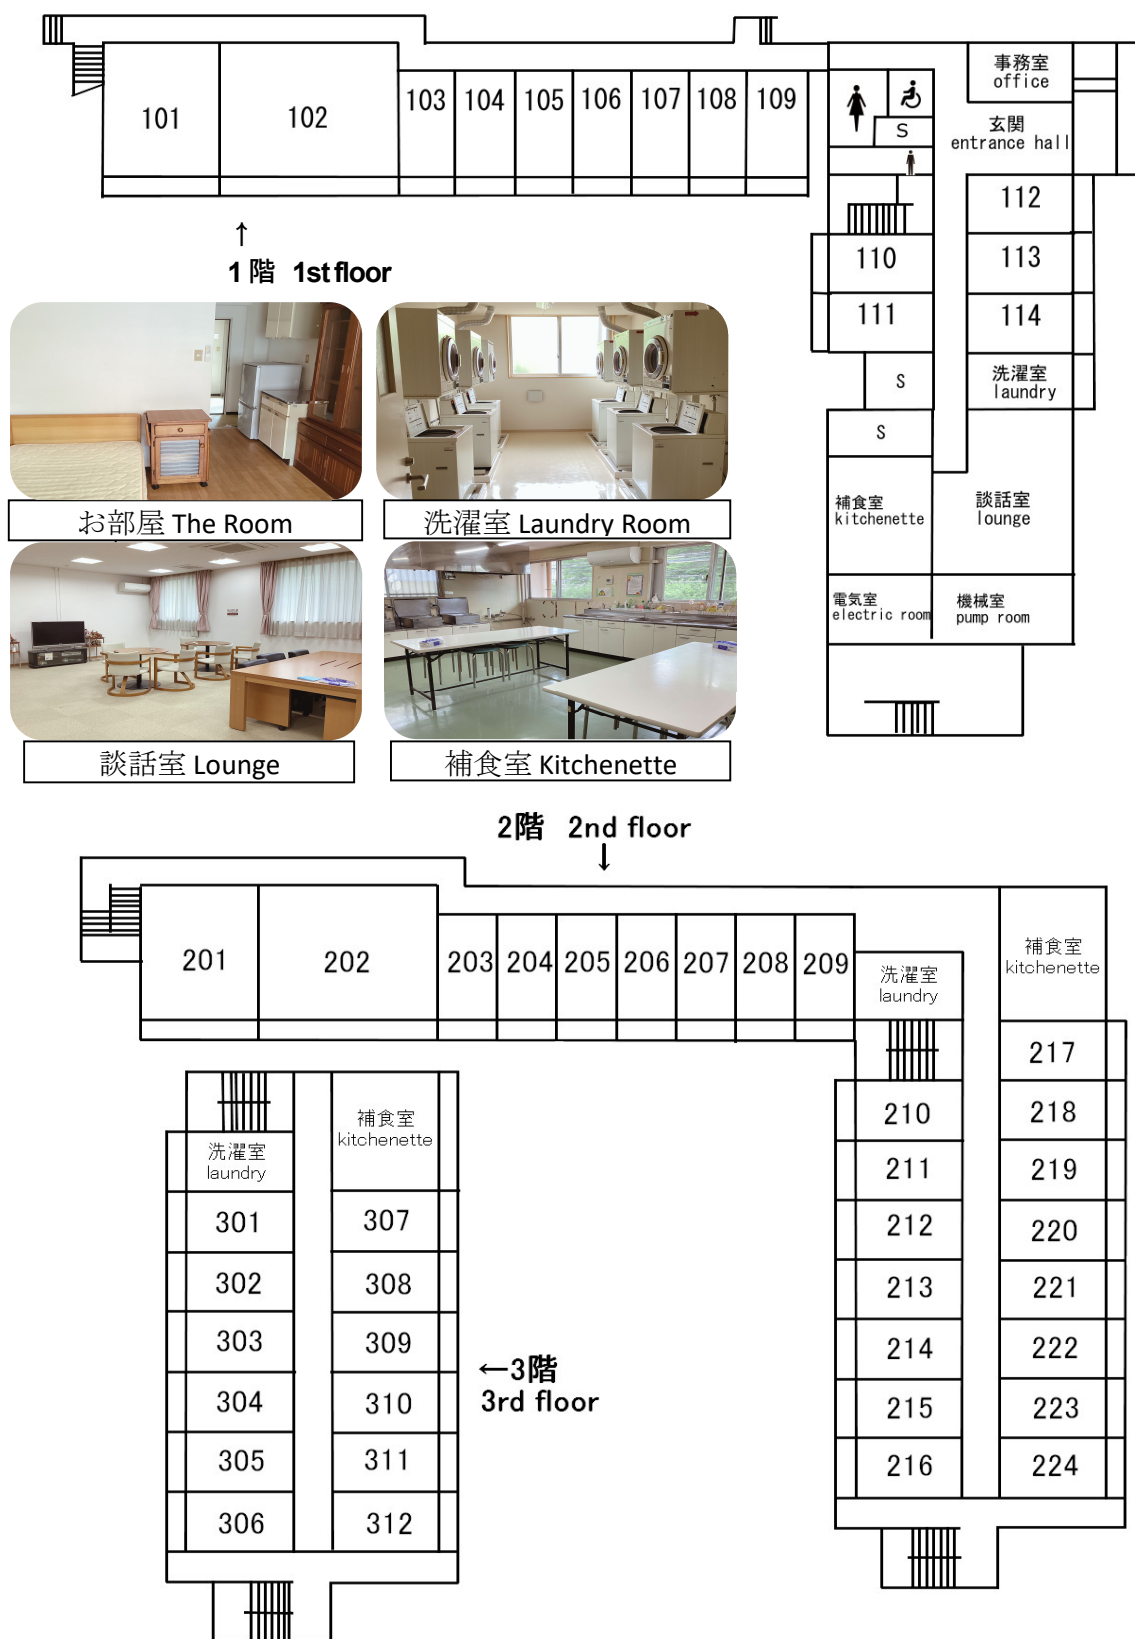 101
102
103
104
105
106
107
108
109
事務室
office
玄関
entrance hall
S
112
110
113
111
114
S
洗濯室
laundry
S
補食室
kitchenette
談話室
lounge
電気室
electric room
機械室
pump room
↑
1 階 1st floor
お部屋 The Room
洗濯室 Laundry Room
談話室 Lounge
補食室 Kitchenette
2階 2nd floor
↓
201
202
203
204
205
206
207
208
209
洗濯室
laundry
補食室
kitchenette
217
210
218
211
219
212
220
213
221
214
222
215
223
216
224
補食室
kitchenette
洗濯室
laundry
301
307
302
308
303
309
304
310
305
311
306
312
←3階
3rd floor